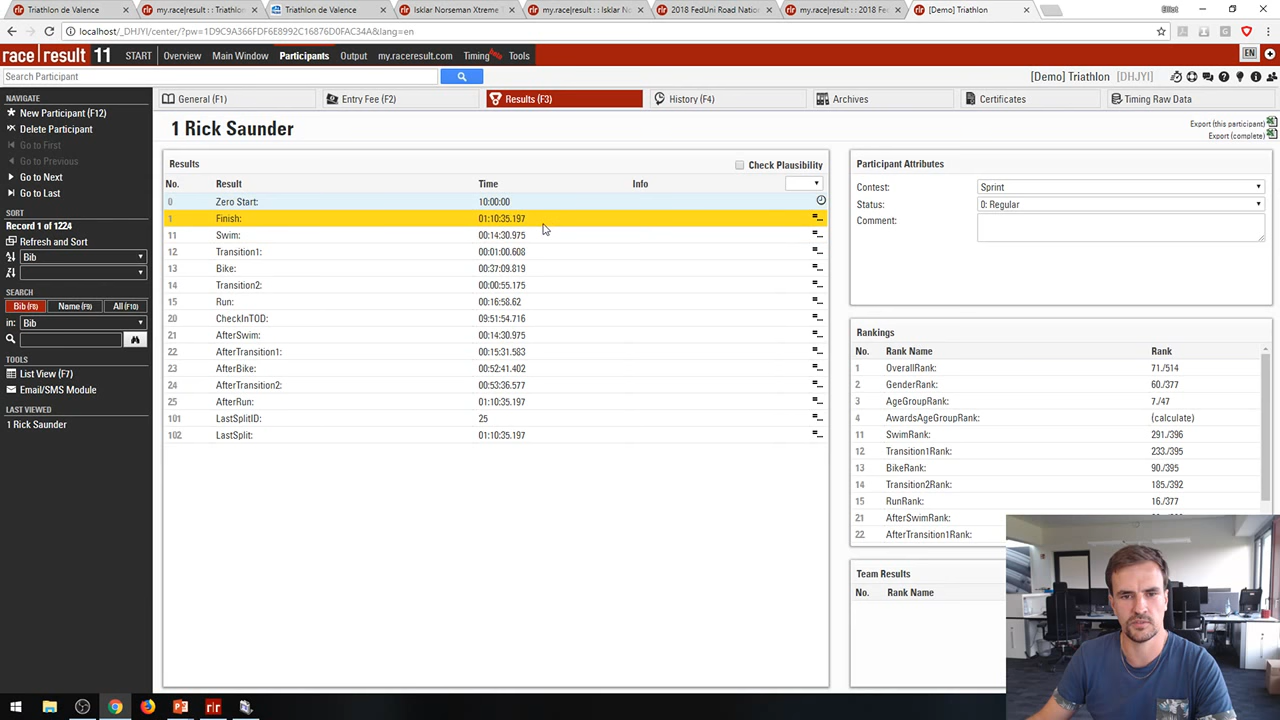 Triathlon de Valence
my.race|result :: Triathlon
Triathlon de Valence
Isklar Norseman Xtreme T
my.race|result :: Isklar No
2018 FedUni Road Nation
my.race|result :: 2018 Fed
[Demo] Triathlon
Elliot
localhost/_DHJYI/center/?pw=1D9C9A366FDF6E8992C16876D0FAC34A&lang=en
race|result 11 START Overview Main Window Participants Output my.raceresult.com Timing Tools EN
Search Participant [Demo] Triathlon [DHJYI]
NAVIGATE
New Participant (F12)
Delete Participant
Go to First
Go to Previous
Go to Next
Go to Last
SORT
Record 1 of 1224
Refresh and Sort
Bib
SEARCH
Bib (F8) Name (F9) All (F10)
in: Bib
TOOLS
List View (F7)
Email/SMS Module
LAST VIEWED
1 Rick Saunder
General (F1) Entry Fee (F2) Results (F3) History (F4) Archives Certificates Timing Raw Data
1 Rick Saunder
Export (this participant)
Export (complete)
Results Check Plausibility
No. Result Time Info
0 Zero Start: 10:00:00
1 Finish: 01:10:35.197
11 Swim: 00:14:30.975
12 Transition1: 00:01:00.608
13 Bike: 00:37:09.819
14 Transition2: 00:00:55.175
15 Run: 00:16:58.62
20 CheckInTOD: 09:51:54.716
21 AfterSwim: 00:14:30.975
22 AfterTransition1: 00:15:31.583
23 AfterBike: 00:52:41.402
24 AfterTransition2: 00:53:36.577
25 AfterRun: 01:10:35.197
101 LastSplitID: 25
102 LastSplit: 01:10:35.197
Participant Attributes
Contest: Sprint
Status: 0: Regular
Comment:
Rankings
No. Rank Name Rank
1 OverallRank: 71./514
2 GenderRank: 60./377
3 AgeGroupRank: 7./47
4 AwardsAgeGroupRank: (calculate)
11 SwimRank: 291./396
12 Transition1Rank: 233./395
13 BikeRank: 90./395
14 Transition2Rank: 185./392
15 RunRank: 16./377
21 AfterSwimRank:
22 AfterTransition1Rank:
Team Results
No. Rank Name